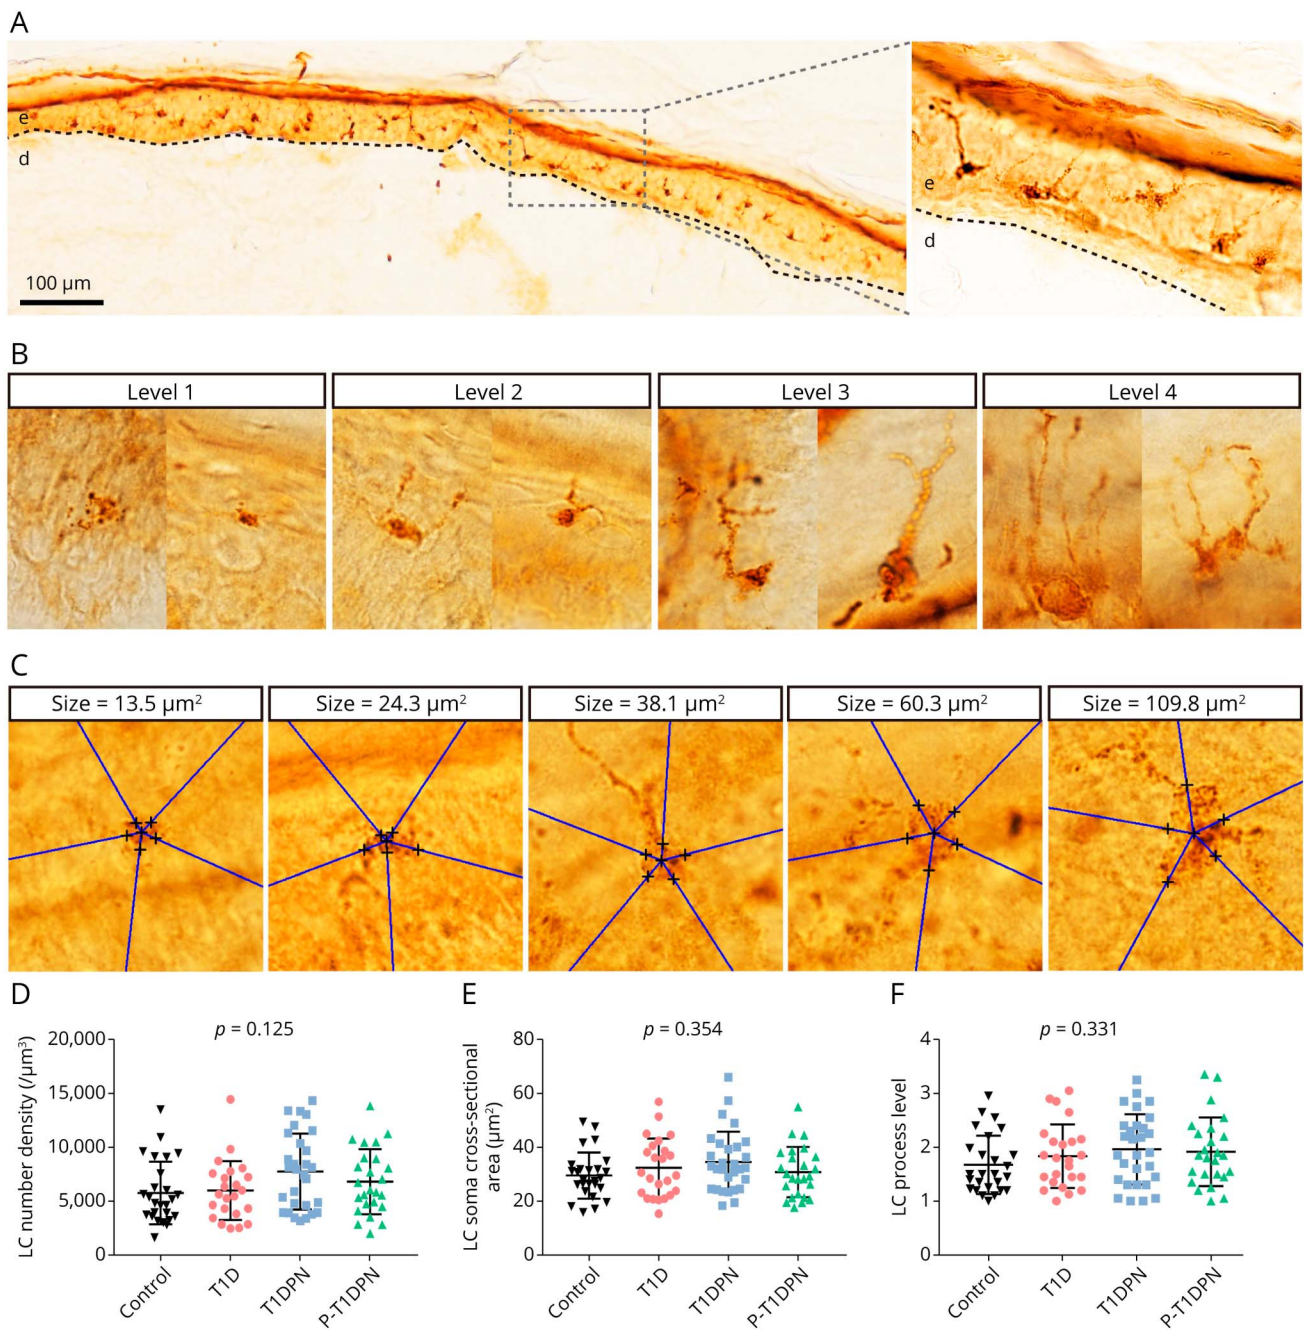 A
e
d
100 µm
e
d
B
Level 1
Level 2
Level 3
Level 4
C
Size = 13.5 µm²
Size = 24.3 µm²
Size = 38.1 µm²
Size = 60.3 µm²
Size = 109.8 µm²
D
p = 0.125
LC number density (/µm³)
20,000
15,000
10,000
5,000
0
Control
T1D
T1DPN
P-T1DPN
E
p = 0.354
LC soma cross-sectional
area (µm²)
80
60
40
20
0
Control
T1D
T1DPN
P-T1DPN
F
p = 0.331
LC process level
4
3
2
1
0
Control
T1D
T1DPN
P-T1DPN